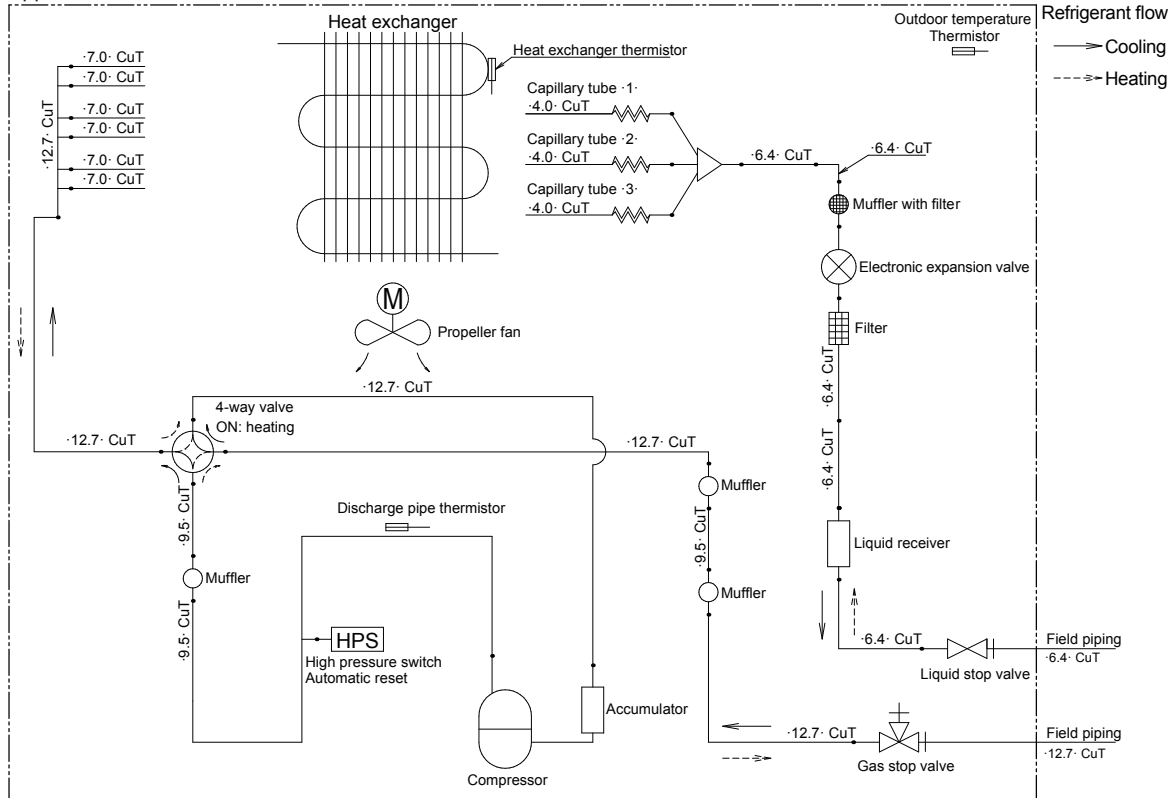 Heat exchanger
Outdoor temperature
Thermistor
Refrigerant flow
Cooling
Heating
·7.0· CuT
·7.0· CuT
·7.0· CuT
·7.0· CuT
·7.0· CuT
·7.0· CuT
·12.7· CuT
Heat exchanger thermistor
Capillary tube ·1·
·4.0· CuT
Capillary tube ·2·
·4.0· CuT
Capillary tube ·3·
·4.0· CuT
·6.4· CuT
·6.4· CuT
Muffler with filter
Electronic expansion valve
Filter
·6.4· CuT
·6.4· CuT
Liquid receiver
M
Propeller fan
·12.7· CuT
4-way valve
ON: heating
·12.7· CuT
·12.7· CuT
·9.5· CuT
Muffler
·9.5· CuT
Discharge pipe thermistor
HPS
High pressure switch
Automatic reset
Compressor
Accumulator
Muffler
·9.5· CuT
Muffler
·6.4· CuT
Liquid stop valve
Field piping
·6.4· CuT
·12.7· CuT
Gas stop valve
Field piping
·12.7· CuT